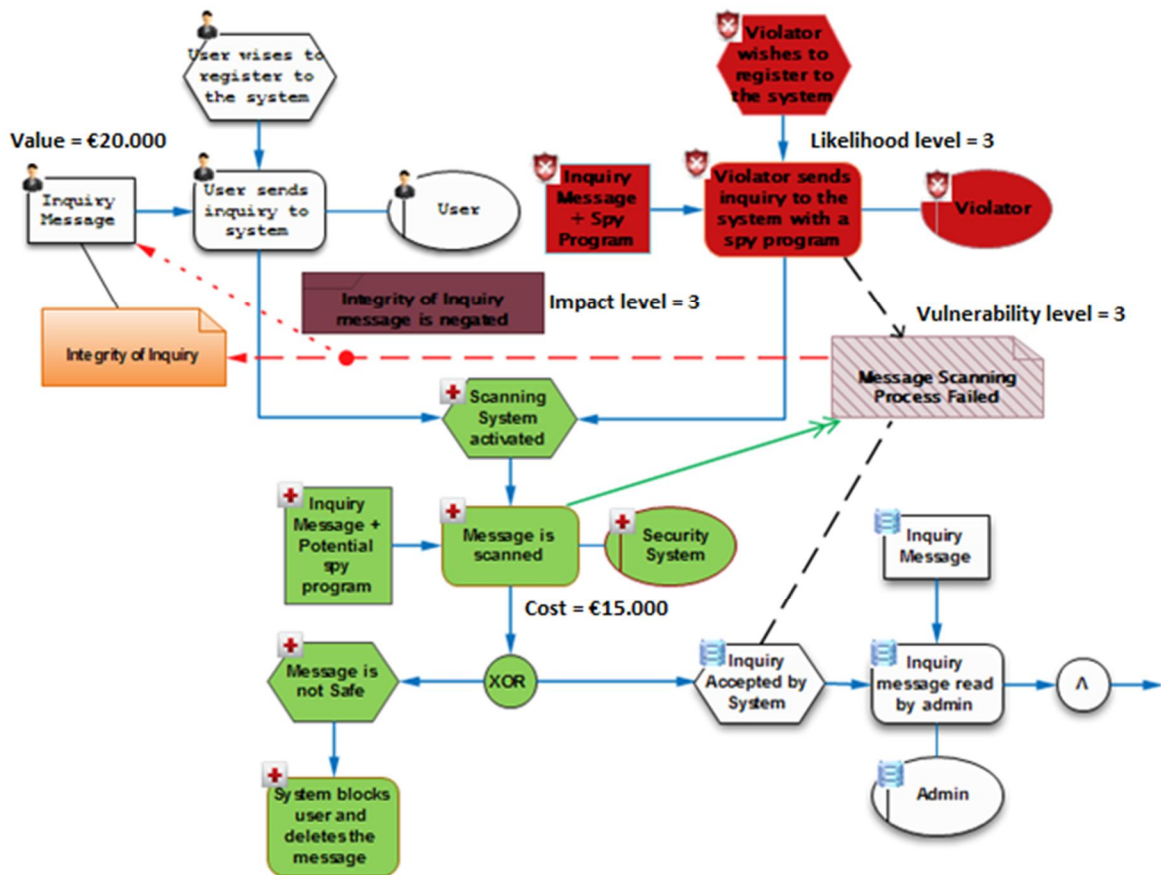 User wises to
register to
the system
Violator
wishes to
register to
the system
Value = €20.000
Likelihood level = 3
Inquiry
Message
User sends
inquiry to
system
User
Inquiry
Message
+ Spy
Program
Violator sends
inquiry to the
system with a
spy program
Violator
Integrity of Inquiry
message is negated
Impact level = 3
Vulnerability level = 3
Integrity of Inquiry
Message Scanning
Process Failed
Scanning
System
activated
Inquiry
Message +
Potential
spy
program
Message is
scanned
Security
System
Inquiry
Message
Cost = €15.000
Message is
not Safe
XOR
Inquiry
Accepted by
System
Inquiry
message read
by admin
Λ
System blocks
user and
deletes the
message
Admin